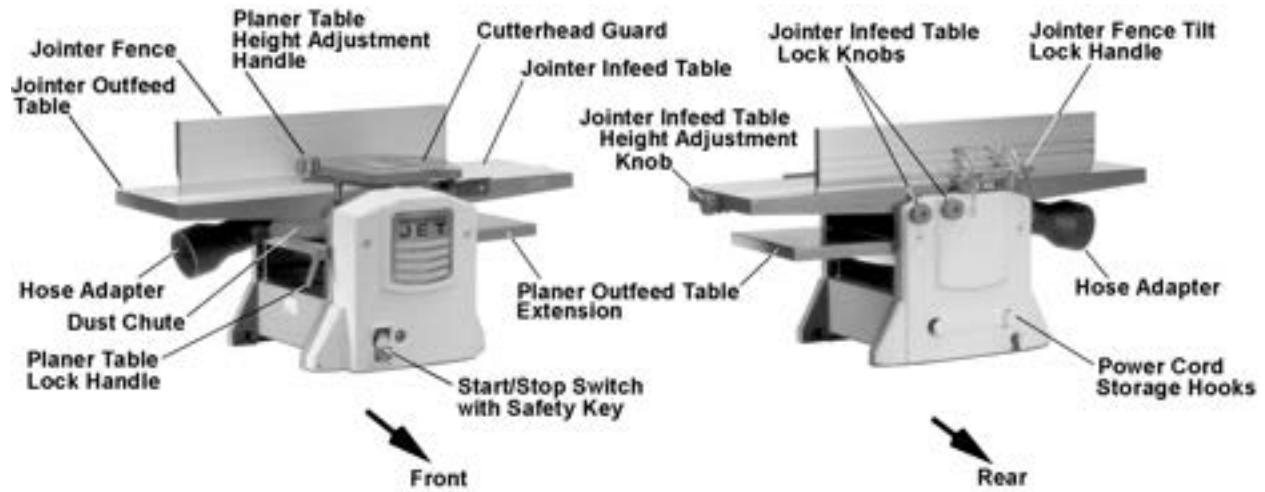 Planer Table
Height Adjustment
Handle
Cutterhead Guard
Jointer Fence
Jointer Infeed Table
Jointer Outfeed
Table
JET
Hose Adapter
Dust Chute
Planer Table
Lock Handle
Planer Outfeed Table
Extension
Start/Stop Switch
with Safety Key
Front
Jointer Infeed Table
Lock Knobs
Jointer Fence Tilt
Lock Handle
Jointer Infeed Table
Height Adjustment
Knob
Hose Adapter
Power Cord
Storage Hooks
Rear